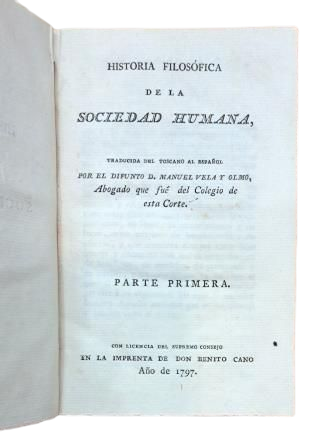 HISTORIA FILOSÓFICA
DE LA
SOCIEDAD HUMANA,
TRADUCIDA DEL TOSCANO AL ESPAÑOL
POR EL DIFUNTO D. MANUEL VELA Y OLMO,
Abogado que fué del Colegio de
esta Corte.
PARTE PRIMERA.
CON LICENCIA DEL SUPREMO CONSEJO
EN LA IMPRENTA DE DON BENITO CANO
Año de 1797.